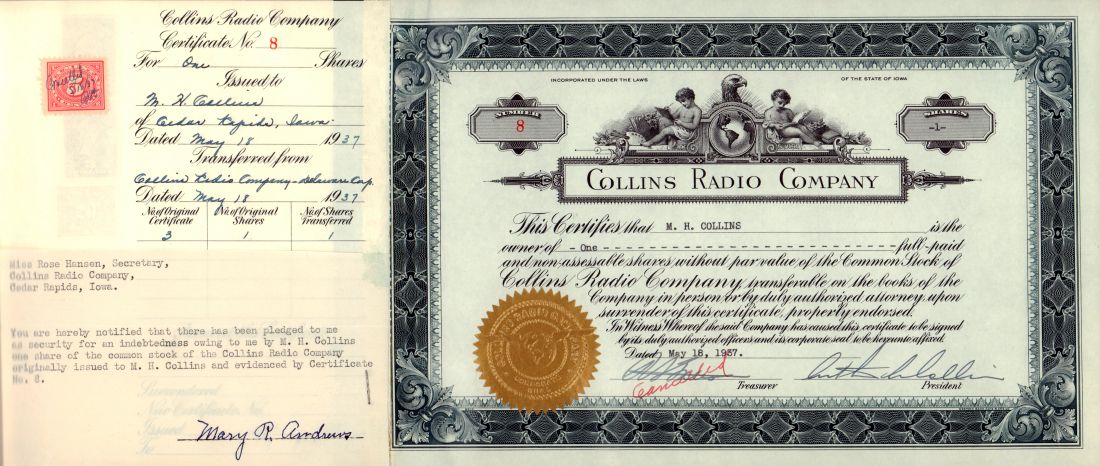 Collins Radio Company
Certificate No. 8
For One Shares
Issued to
M. H. Collins
of Cedar Rapids, Iowa.
Dated May 18 1937
Transferred from
Collins Radio Company - Delaware Corp.
Dated May 18 1937
No. of Original Certificate No. of Original Shares No. of Shares Transferred
3 1 1
Miss Rose Hansen, Secretary,
Collins Radio Company,
Cedar Rapids, Iowa.
You are hereby notified that there has been pledged to me
as security for an indebtedness owing to me by M. H. Collins
one share of the common stock of the Collins Radio Company
originally issued to M. H. Collins and evidenced by Certificate
No. 8.
Surrendered
New Certificate No.
Issued
To
Mary R. Andrews
INCORPORATED UNDER THE LAWS OF THE STATE OF IOWA
NUMBER
8
SHARES
-1-
COLLINS RADIO COMPANY
This Certifies that M. H. COLLINS is the
owner of - One - - - - - - - - - - - - - - - - - - - - - full-paid
and non-assessable shares without par value of the Common Stock of
Collins Radio Company transferable on the books of the
Company in person or by duly authorized attorney upon
surrender of this certificate, properly endorsed.
In Witness Whereof the said Company has caused this certificate to be signed
by its duly authorized officers and its corporate seal to be hereunto affixed.
Dated May 18, 1937.
Cancelled
Treasurer
Arthur A. Collins
President